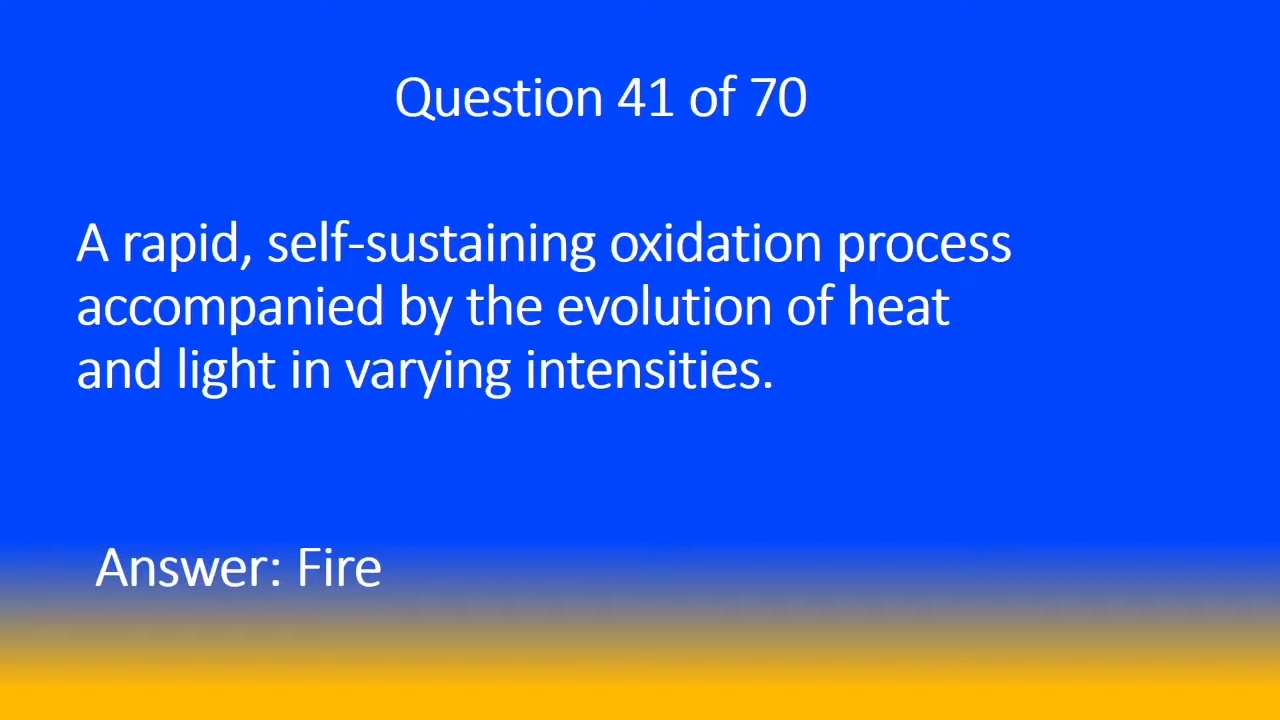 Question 41 of 70
A rapid, self-sustaining oxidation process
accompanied by the evolution of heat
and light in varying intensities.
Answer: Fire